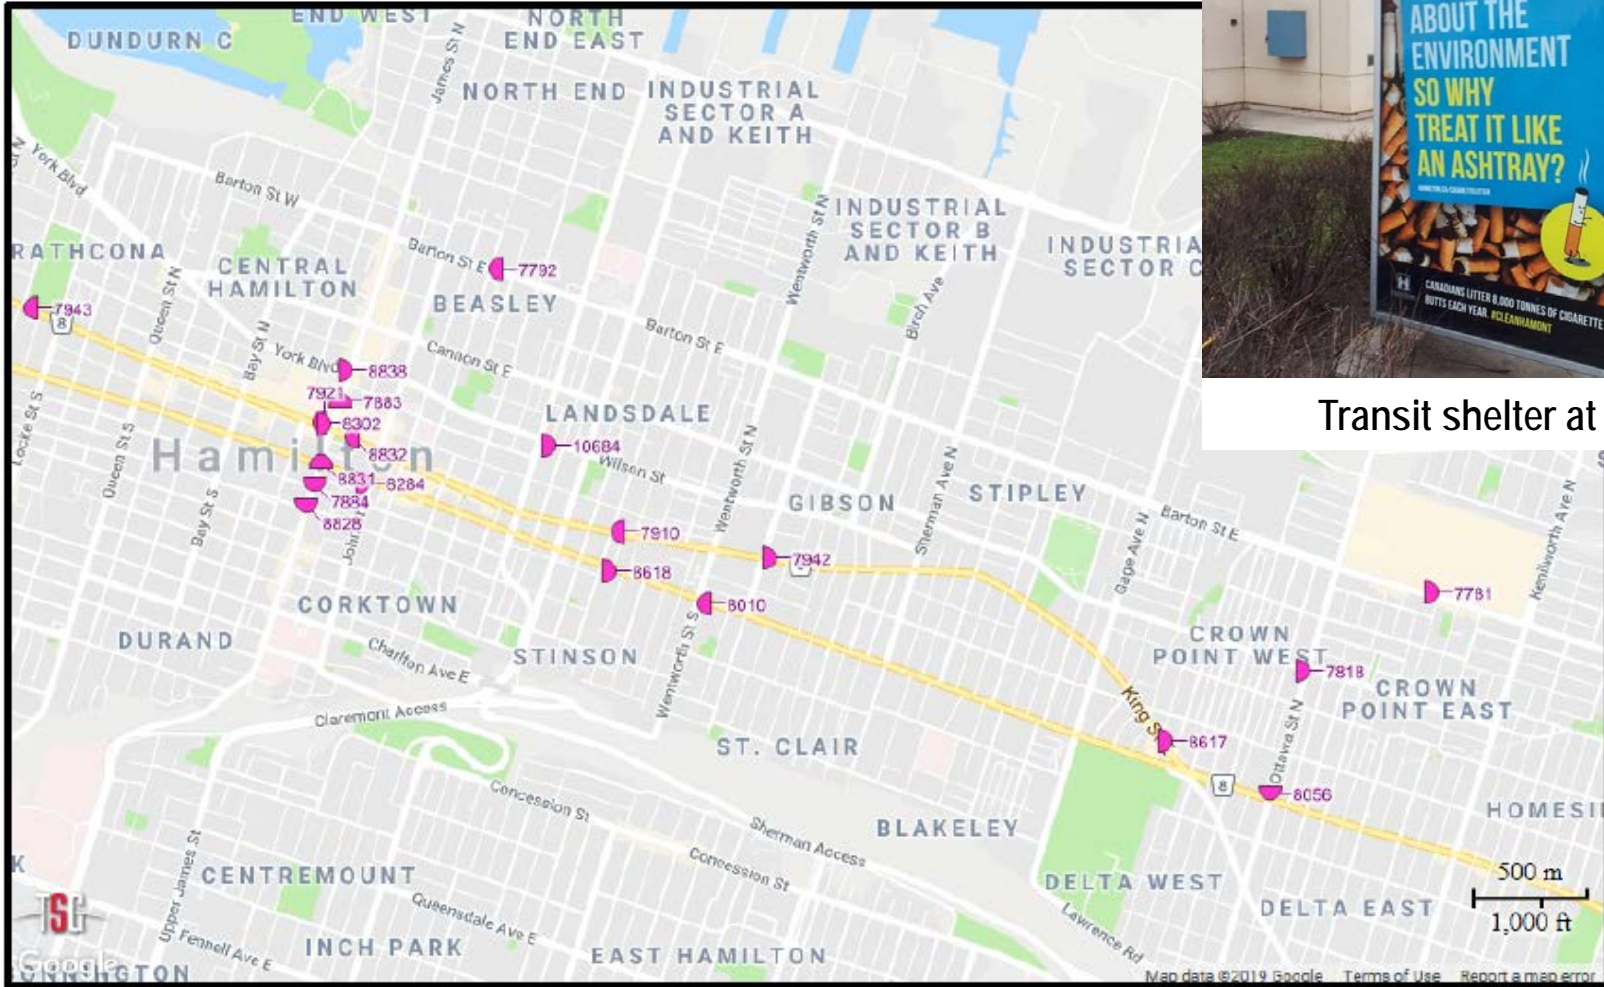 END WEST
NORTH
END EAST
DUNDURN C
James St N
NORTH END
INDUSTRIAL
SECTOR A
AND KEITH
York Blvd
Barton St W
Wentworth St N
INDUSTRIAL
SECTOR B
AND KEITH
INDUSTRIA
SECTOR C
RATHCONA
CENTRAL
HAMILTON
Queen St N
Barton St E
7792
BEASLEY
Birch Ave
7943
8
Bay St N
York Blvd
Cannon St E
Barton St E
8838
7921
7883
8302
8832
Locke St S
Queen St S
Hamilton
LANDSDALE
10684
Wilson St
Wentworth St N
8831
8284
7884
8828
Bay St S
John
GIBSON
Sherman Ave N
STIPLEY
Gage Ave N
Barton St E
Kenilworth Ave N
7910
7942
8618
8010
7781
CORKTOWN
DURAND
Charlton Ave E
STINSON
Wentworth St S
CROWN
POINT WEST
7818
CROWN
POINT EAST
Claremont Access
King S
ST. CLAIR
8617
Ottawa St N
8
8056
Concession St
Sherman Access
BLAKELEY
HOMESI
K
CENTREMOUNT
Upper James St
Concession St
Queensdale Ave E
DELTA WEST
DELTA EAST
500 m
1,000 ft
TSG
Google
Fennell Ave E
INCH PARK
EAST HAMILTON
Lawrence Rd
ONNINGTON
Map data ©2019 Google Terms of Use Report a map error
ABOUT THE
ENVIRONMENT
SO WHY
TREAT IT LIKE
AN ASHTRAY?
CANADIANS LITTER 8,000 TONNES OF CIGARETTE
BUTTS EACH YEAR. #CLEANHAMONT
Transit shelter at